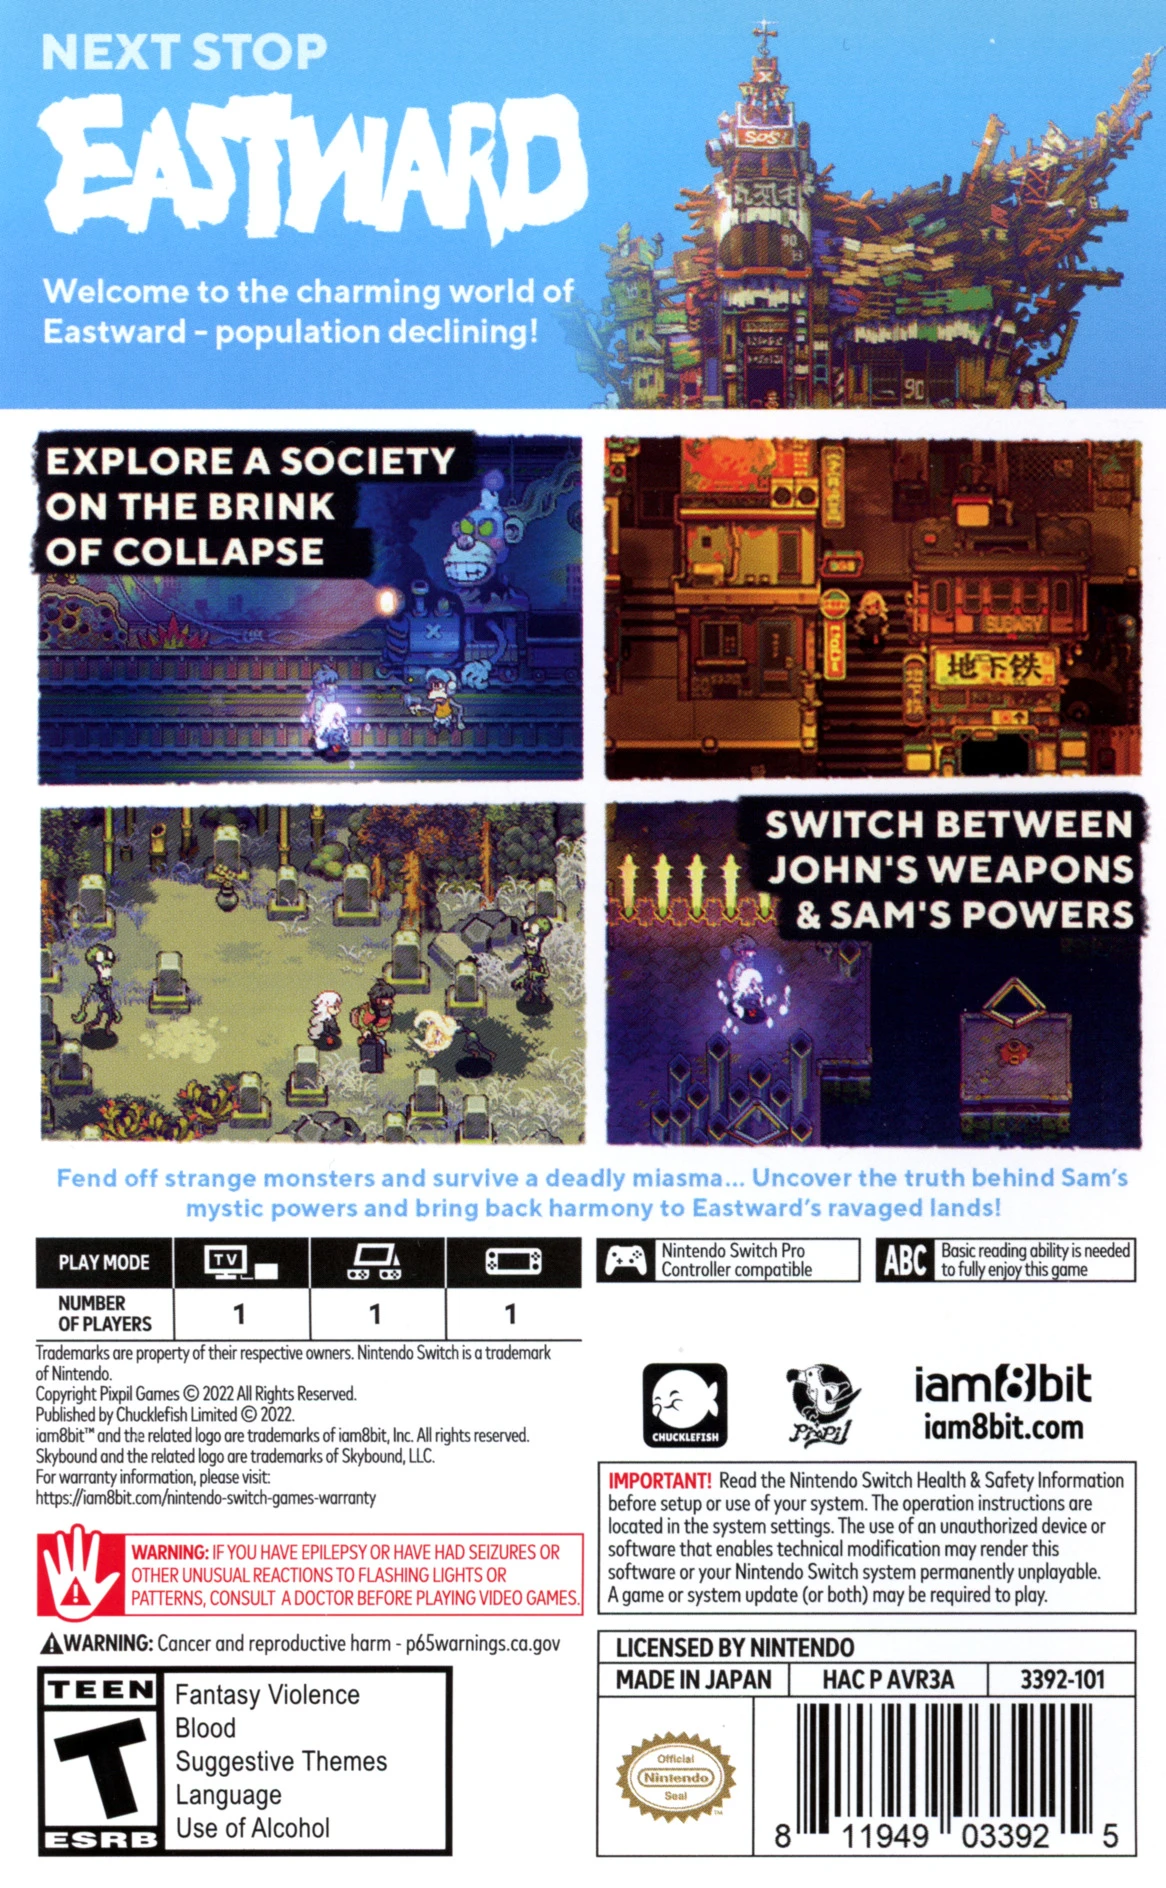 NEXT STOP
EASTWARD
Welcome to the charming world of
Eastward – population declining!
SOS!
90
90
EXPLORE A SOCIETY
ON THE BRINK
OF COLLAPSE
X
SUBWAY
地下鉄
SWITCH BETWEEN
JOHN'S WEAPONS
& SAM'S POWERS
Fend off strange monsters and survive a deadly miasma... Uncover the truth behind Sam's
mystic powers and bring back harmony to Eastward's ravaged lands!
PLAY MODE
TV
NUMBER
OF PLAYERS
1 1 1
Nintendo Switch Pro
Controller compatible
ABC
Basic reading ability is needed
to fully enjoy this game
Trademarks are property of their respective owners. Nintendo Switch is a trademark
of Nintendo.
Copyright Pixpil Games © 2022 All Rights Reserved.
Published by Chucklefish Limited © 2022.
iam8bit™ and the related logo are trademarks of iam8bit, Inc. All rights reserved.
Skybound and the related logo are trademarks of Skybound, LLC.
For warranty information, please visit:
https://iam8bit.com/nintendo-switch-games-warranty
CHUCKLEFISH
Pixpil
iam8bit
iam8bit.com
WARNING: IF YOU HAVE EPILEPSY OR HAVE HAD SEIZURES OR
OTHER UNUSUAL REACTIONS TO FLASHING LIGHTS OR
PATTERNS, CONSULT A DOCTOR BEFORE PLAYING VIDEO GAMES.
WARNING: Cancer and reproductive harm - p65warnings.ca.gov
IMPORTANT! Read the Nintendo Switch Health & Safety Information
before setup or use of your system. The operation instructions are
located in the system settings. The use of an unauthorized device or
software that enables technical modification may render this
software or your Nintendo Switch system permanently unplayable.
A game or system update (or both) may be required to play.
TEEN
T
ESRB
Fantasy Violence
Blood
Suggestive Themes
Language
Use of Alcohol
LICENSED BY NINTENDO
MADE IN JAPAN
HAC P AVR3A
3392-101
Official
Nintendo
Seal
TM
8 11949 03392 5